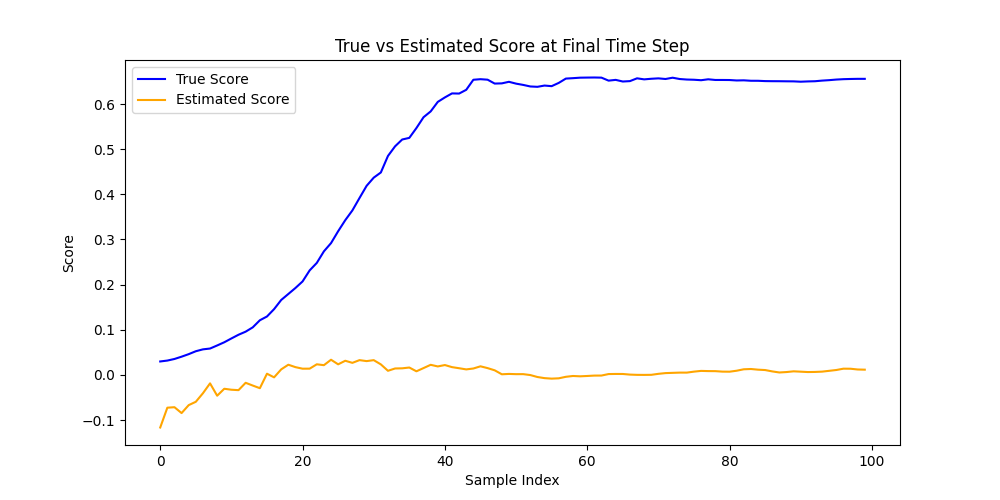 True vs Estimated Score at Final Time Step
True Score
Estimated Score
Score
0.6
0.5
0.4
0.3
0.2
0.1
0.0
−0.1
0 20 40 60 80 100
Sample Index